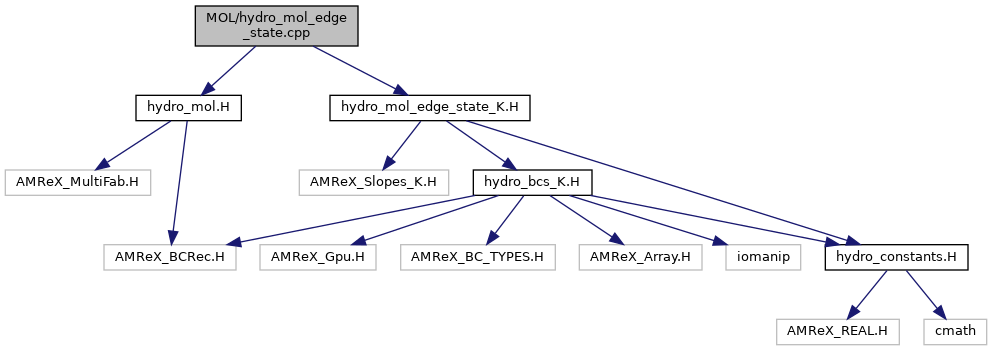 MOL/hydro_mol_edge
_state.cpp
hydro_mol.H
hydro_mol_edge_state_K.H
AMReX_MultiFab.H
AMReX_Slopes_K.H
hydro_bcs_K.H
AMReX_BCRec.H
AMReX_Gpu.H
AMReX_BC_TYPES.H
AMReX_Array.H
iomanip
hydro_constants.H
AMReX_REAL.H
cmath